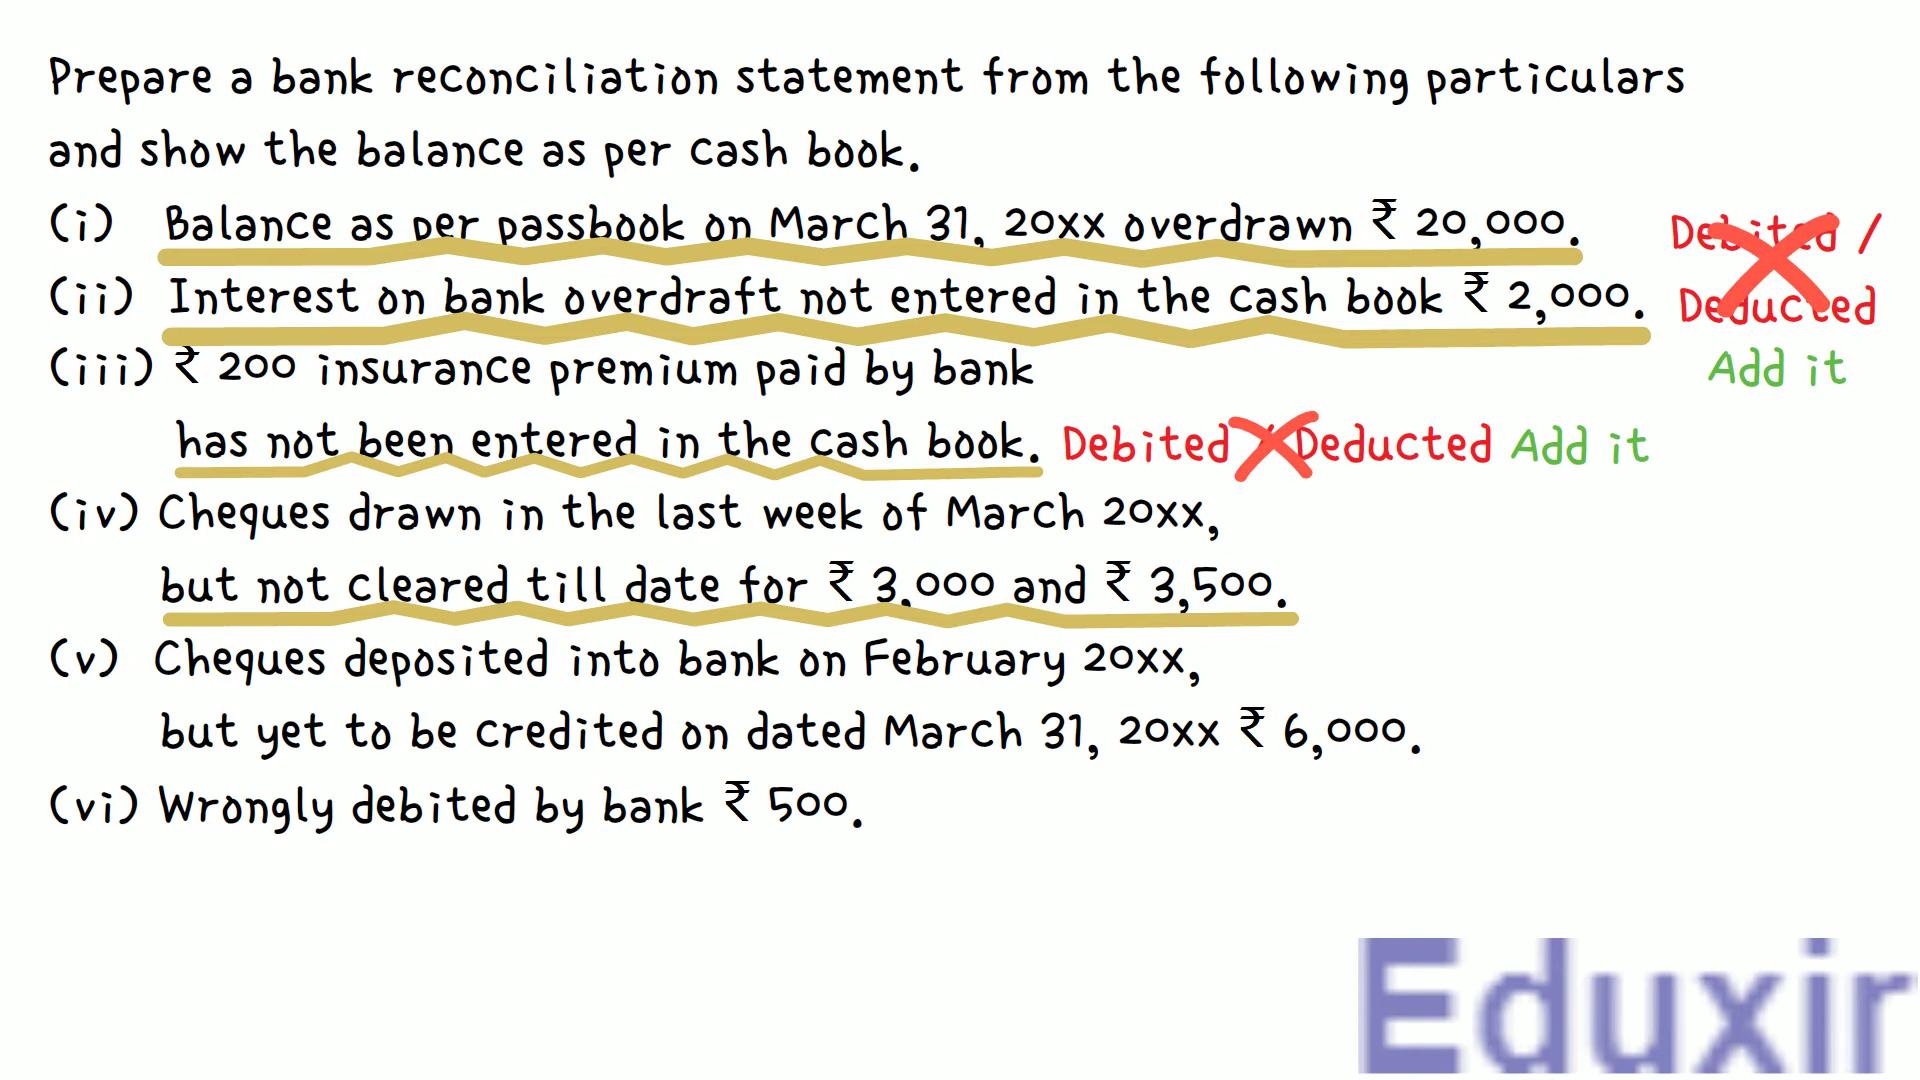 Prepare a bank reconciliation statement from the following particulars
and show the balance as per cash book.
(i) Balance as per passbook on March 31, 20xx overdrawn ₹ 20,000.
Debited /
(ii) Interest on bank overdraft not entered in the cash book ₹ 2,000.
Deducted
(iii) ₹ 200 insurance premium paid by bank
Add it
has not been entered in the cash book. Debited / Deducted Add it
(iv) Cheques drawn in the last week of March 20xx,
but not cleared till date for ₹ 3,000 and ₹ 3,500.
(v) Cheques deposited into bank on February 20xx,
but yet to be credited on dated March 31, 20xx ₹ 6,000.
(vi) Wrongly debited by bank ₹ 500.
Eduxir